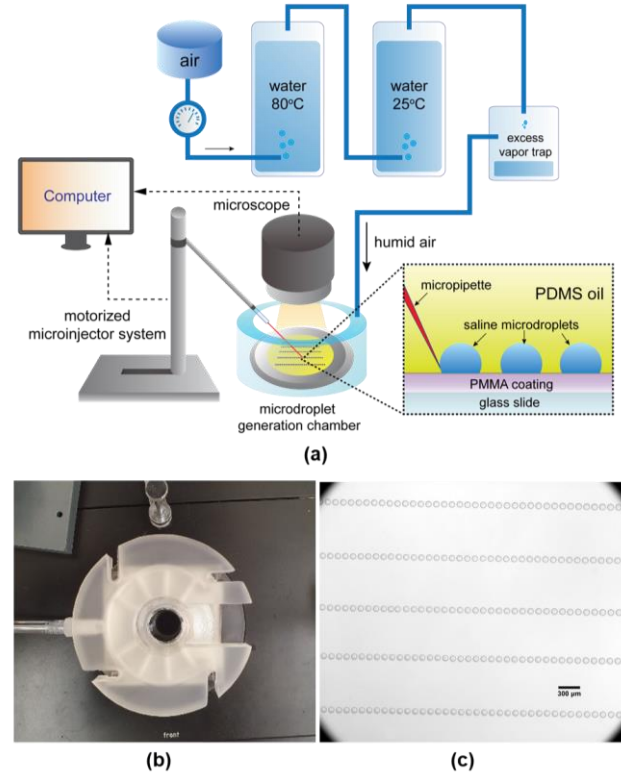 air
water
80°C
water
25°C
excess
vapor trap
Computer
microscope
humid air
motorized
microinjector system
micropipette
PDMS oil
saline microdroplets
PMMA coating
glass slide
microdroplet
generation chamber
(a)
front
300 μm
(b)
(c)